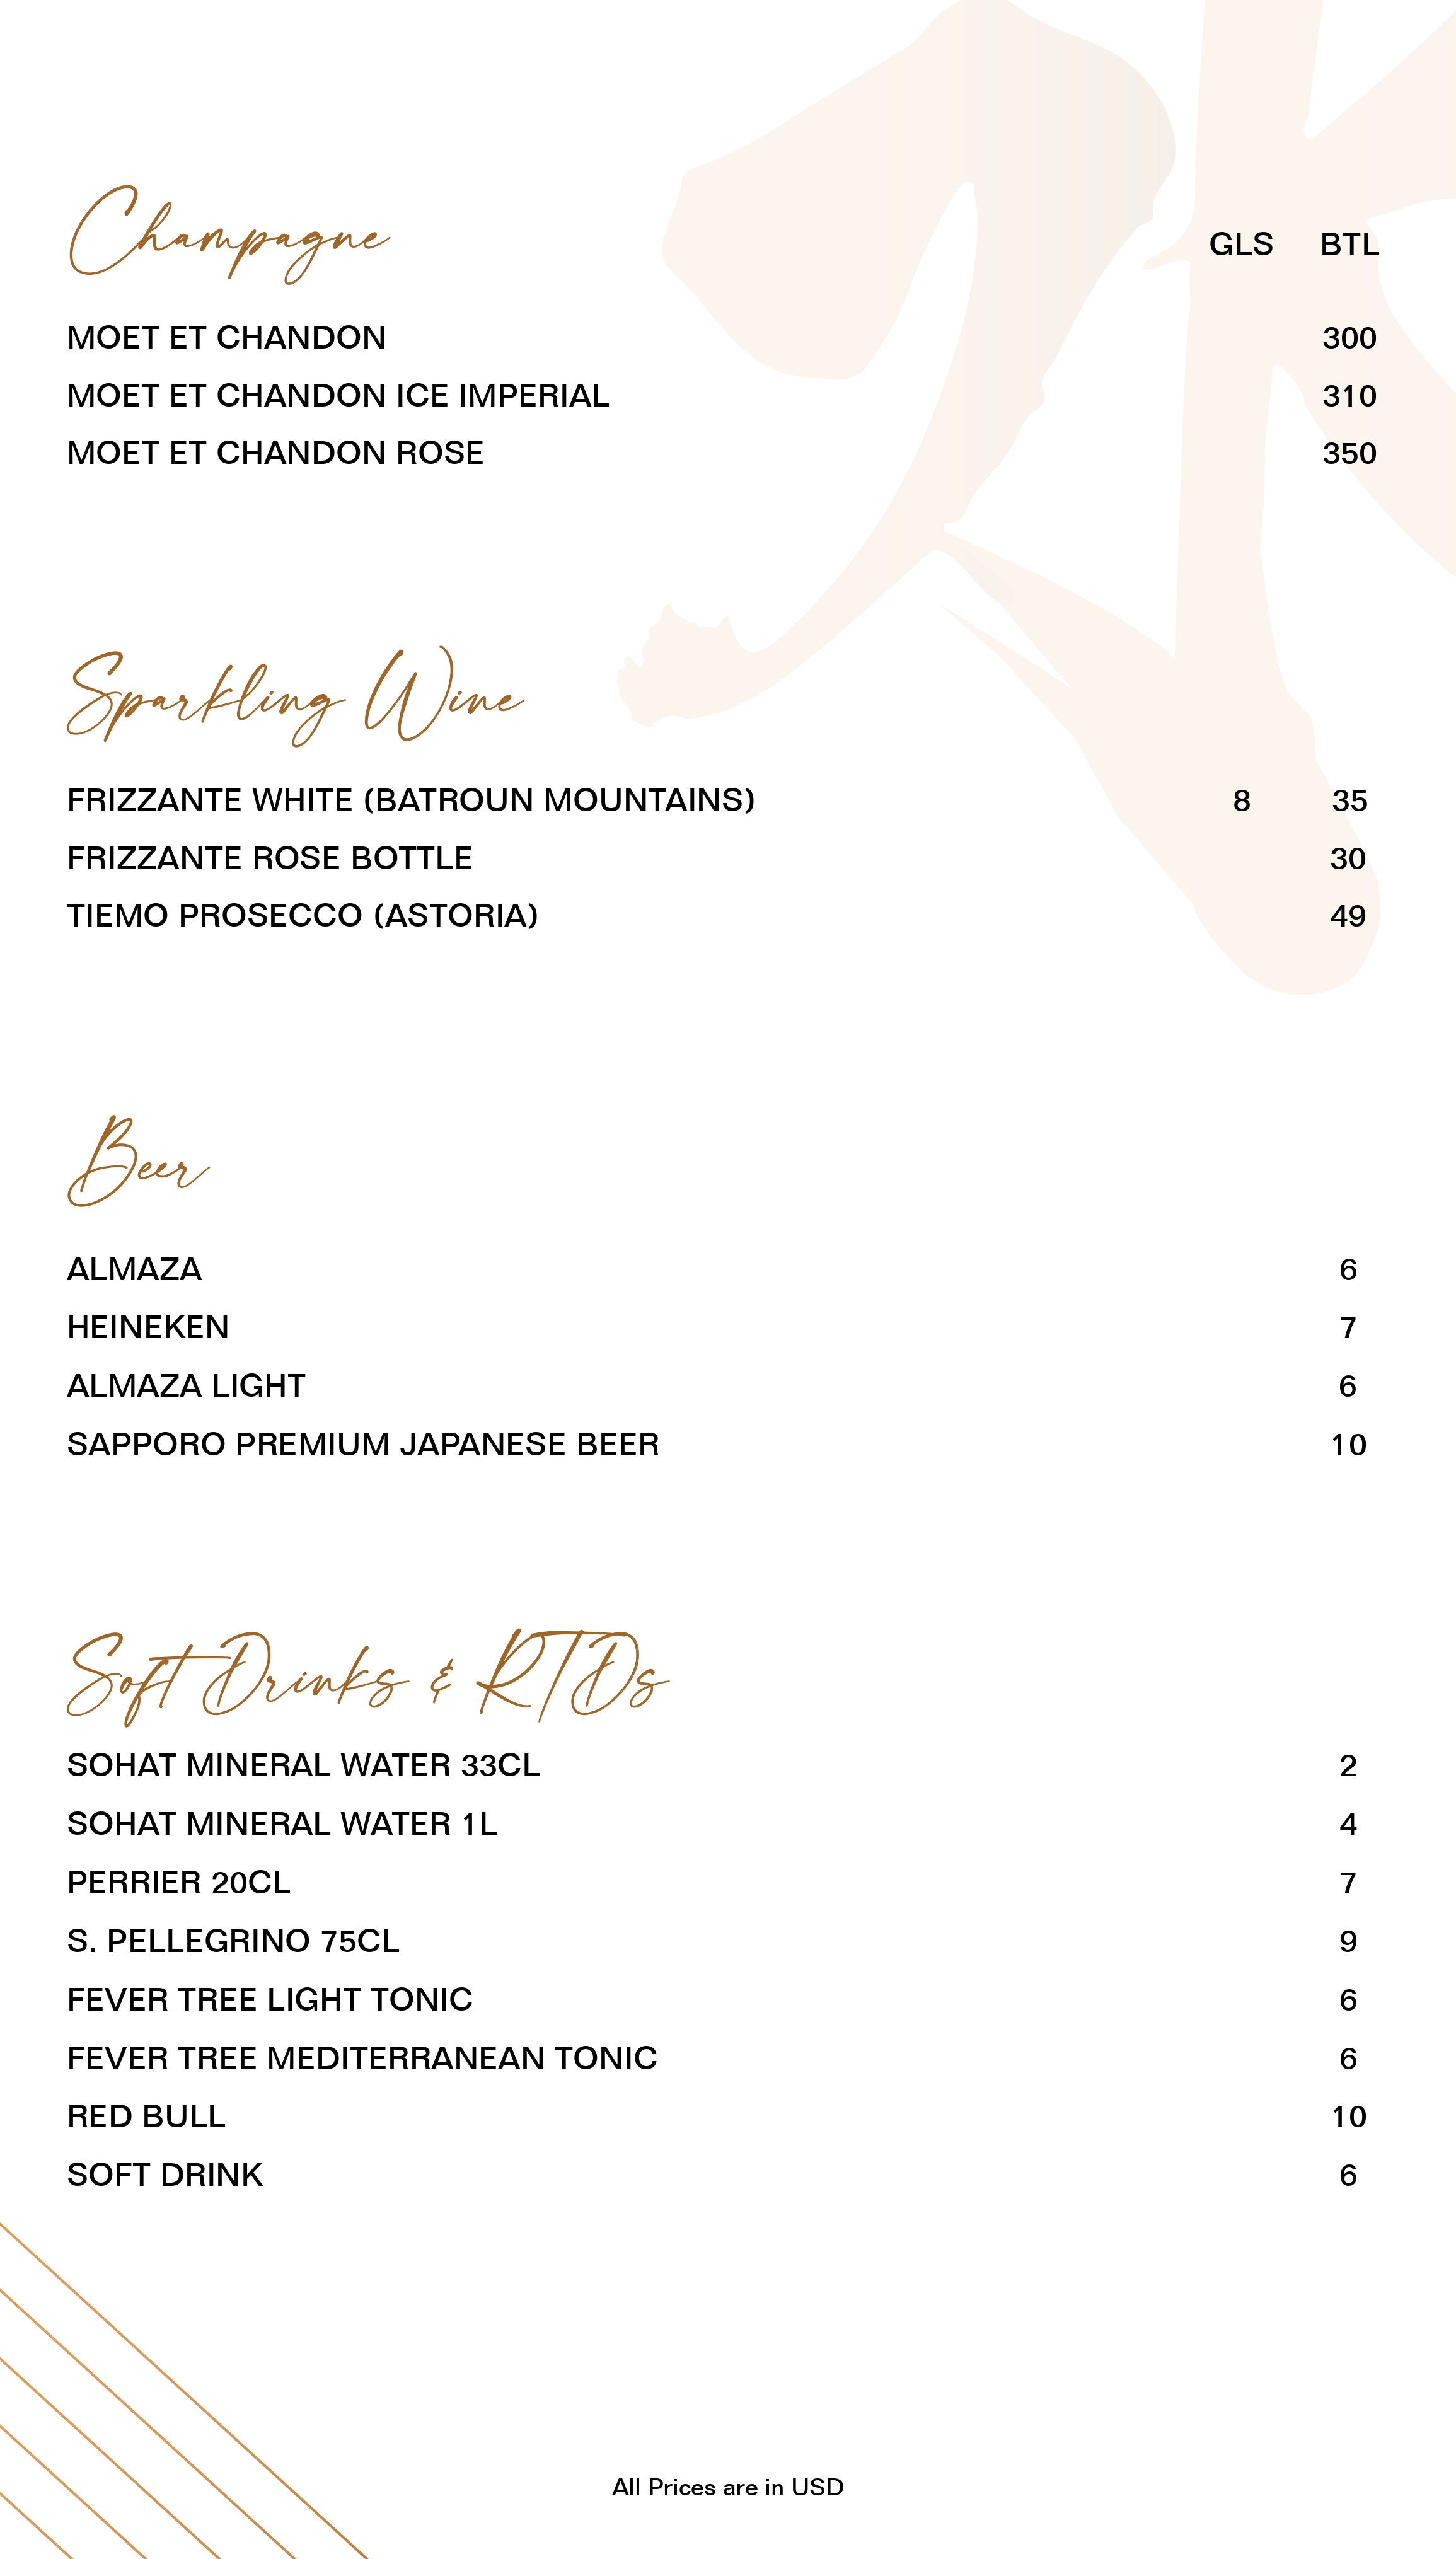 Champagne GLS BTL
MOET ET CHANDON 300
MOET ET CHANDON ICE IMPERIAL 310
MOET ET CHANDON ROSE 350
Sparkling Wine
FRIZZANTE WHITE (BATROUN MOUNTAINS) 8 35
FRIZZANTE ROSE BOTTLE 30
TIEMO PROSECCO (ASTORIA) 49
Beer
ALMAZA 6
HEINEKEN 7
ALMAZA LIGHT 6
SAPPORO PREMIUM JAPANESE BEER 10
Soft Drinks & RTDs
SOHAT MINERAL WATER 33CL 2
SOHAT MINERAL WATER 1L 4
PERRIER 20CL 7
S. PELLEGRINO 75CL 9
FEVER TREE LIGHT TONIC 6
FEVER TREE MEDITERRANEAN TONIC 6
RED BULL 10
SOFT DRINK 6
All Prices are in USD